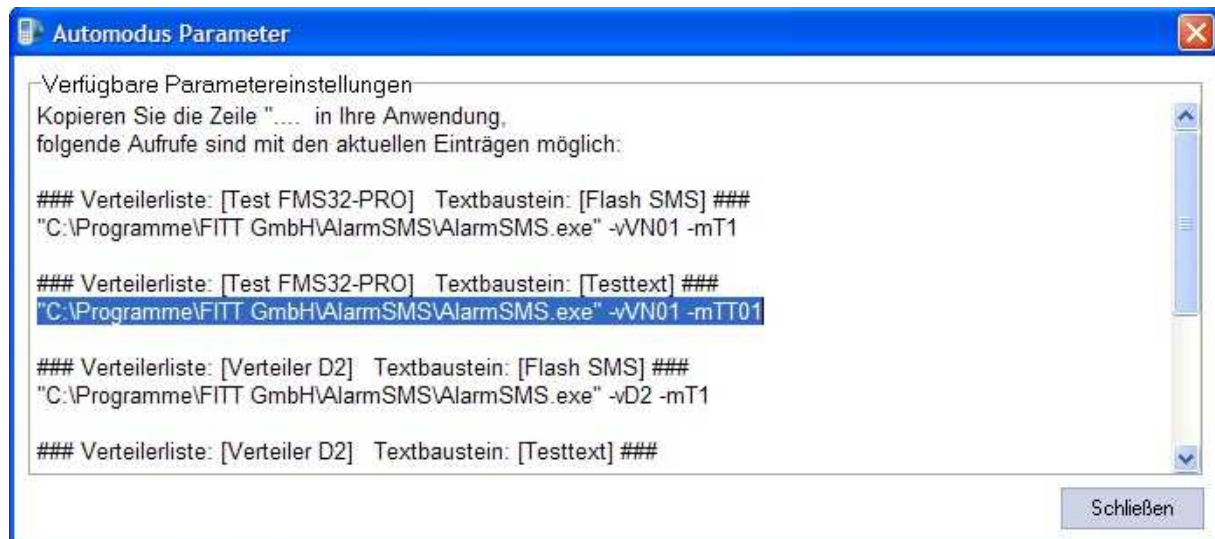 Automodus Parameter
Verfügbare Parametereinstellungen
Kopieren Sie die Zeile "....  in Ihre Anwendung,
folgende Aufrufe sind mit den aktuellen Einträgen möglich:
### Verteilerliste: [Test FMS32-PRO]   Textbaustein: [Flash SMS] ###
"C:\Programme\FITT GmbH\AlarmSMS\AlarmSMS.exe" -vVN01 -mT1
### Verteilerliste: [Test FMS32-PRO]   Textbaustein: [Testtext] ###
"C:\Programme\FITT GmbH\AlarmSMS\AlarmSMS.exe" -vVN01 -mTT01
### Verteilerliste: [Verteiler D2]   Textbaustein: [Flash SMS] ###
"C:\Programme\FITT GmbH\AlarmSMS\AlarmSMS.exe" -vD2 -mT1
### Verteilerliste: [Verteiler D2]   Textbaustein: [Testtext] ###
Schließen